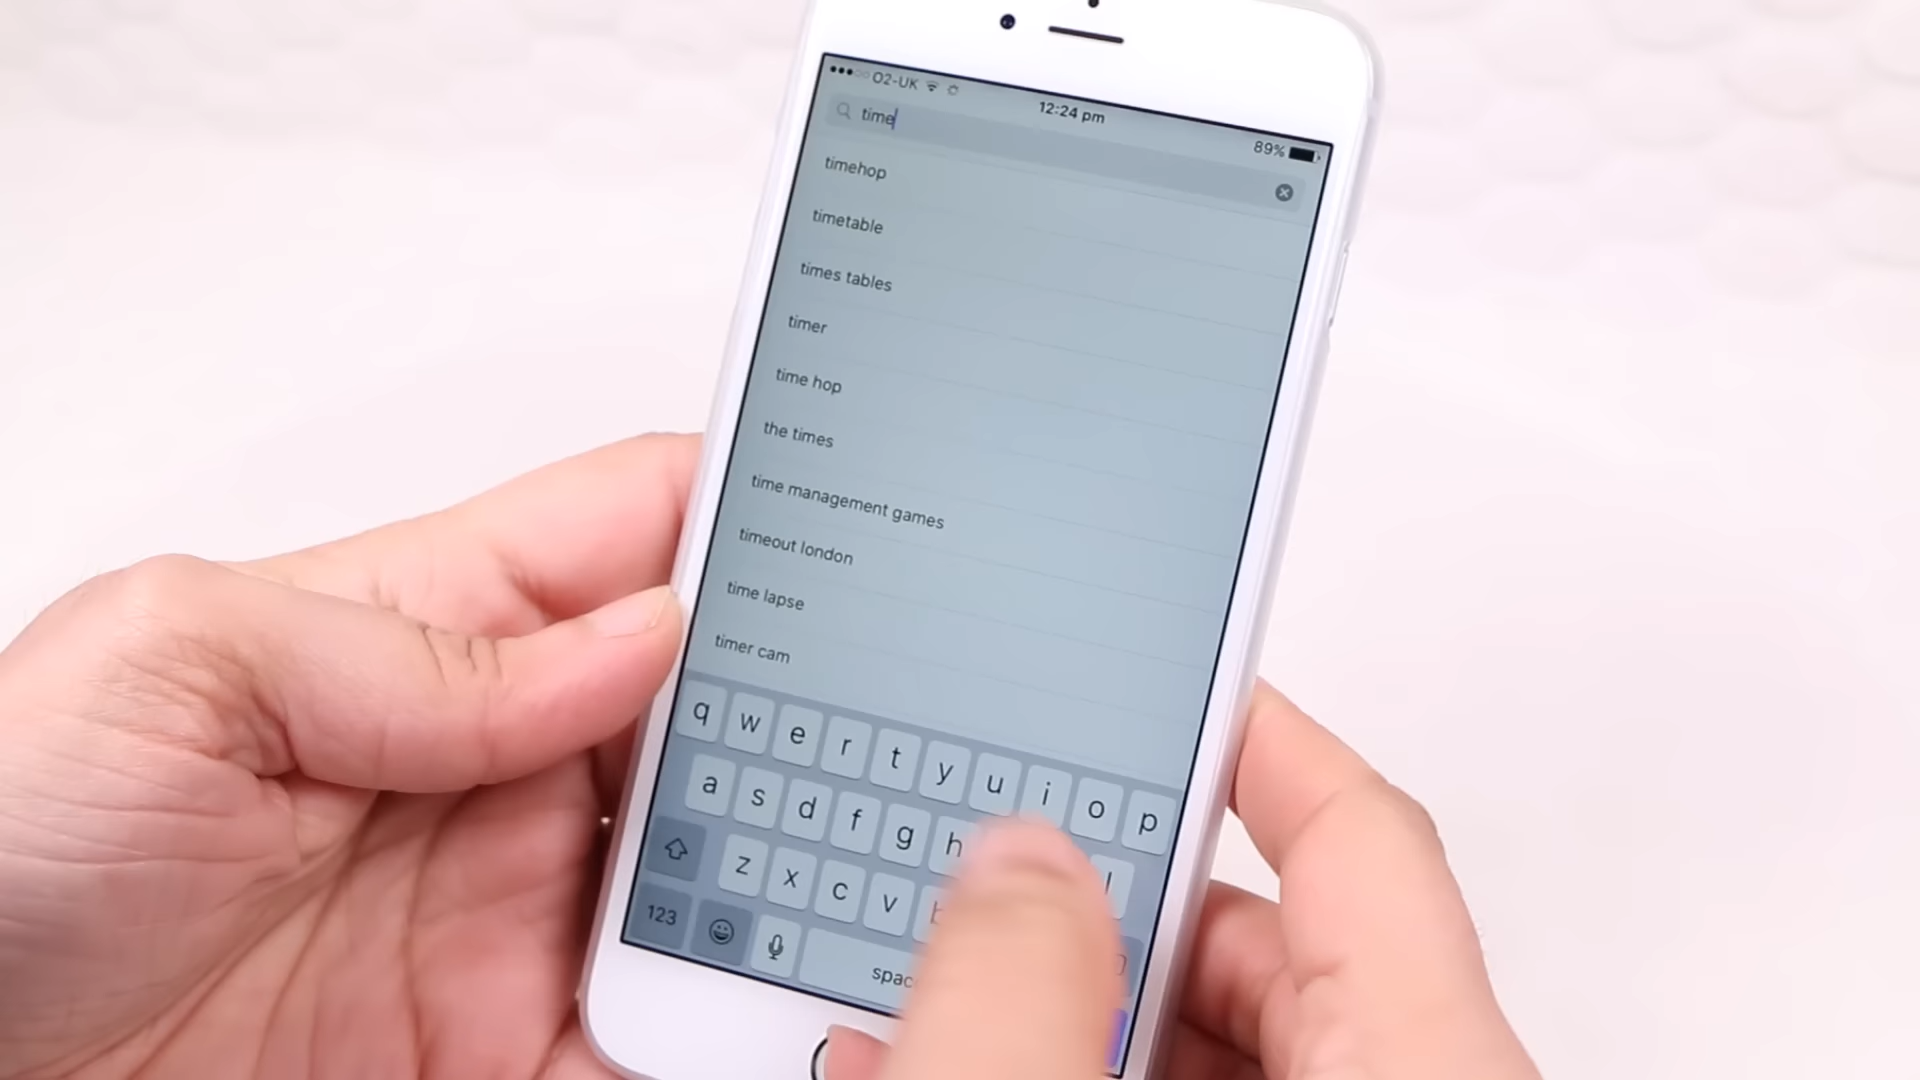 O2-UK 12:24 pm 89%
time
timehop
timetable
times tables
timer
time hop
the times
time management games
timeout london
time lapse
timer cam
q w e r t y u i o p
a s d f g h l
z x c v b
123 space